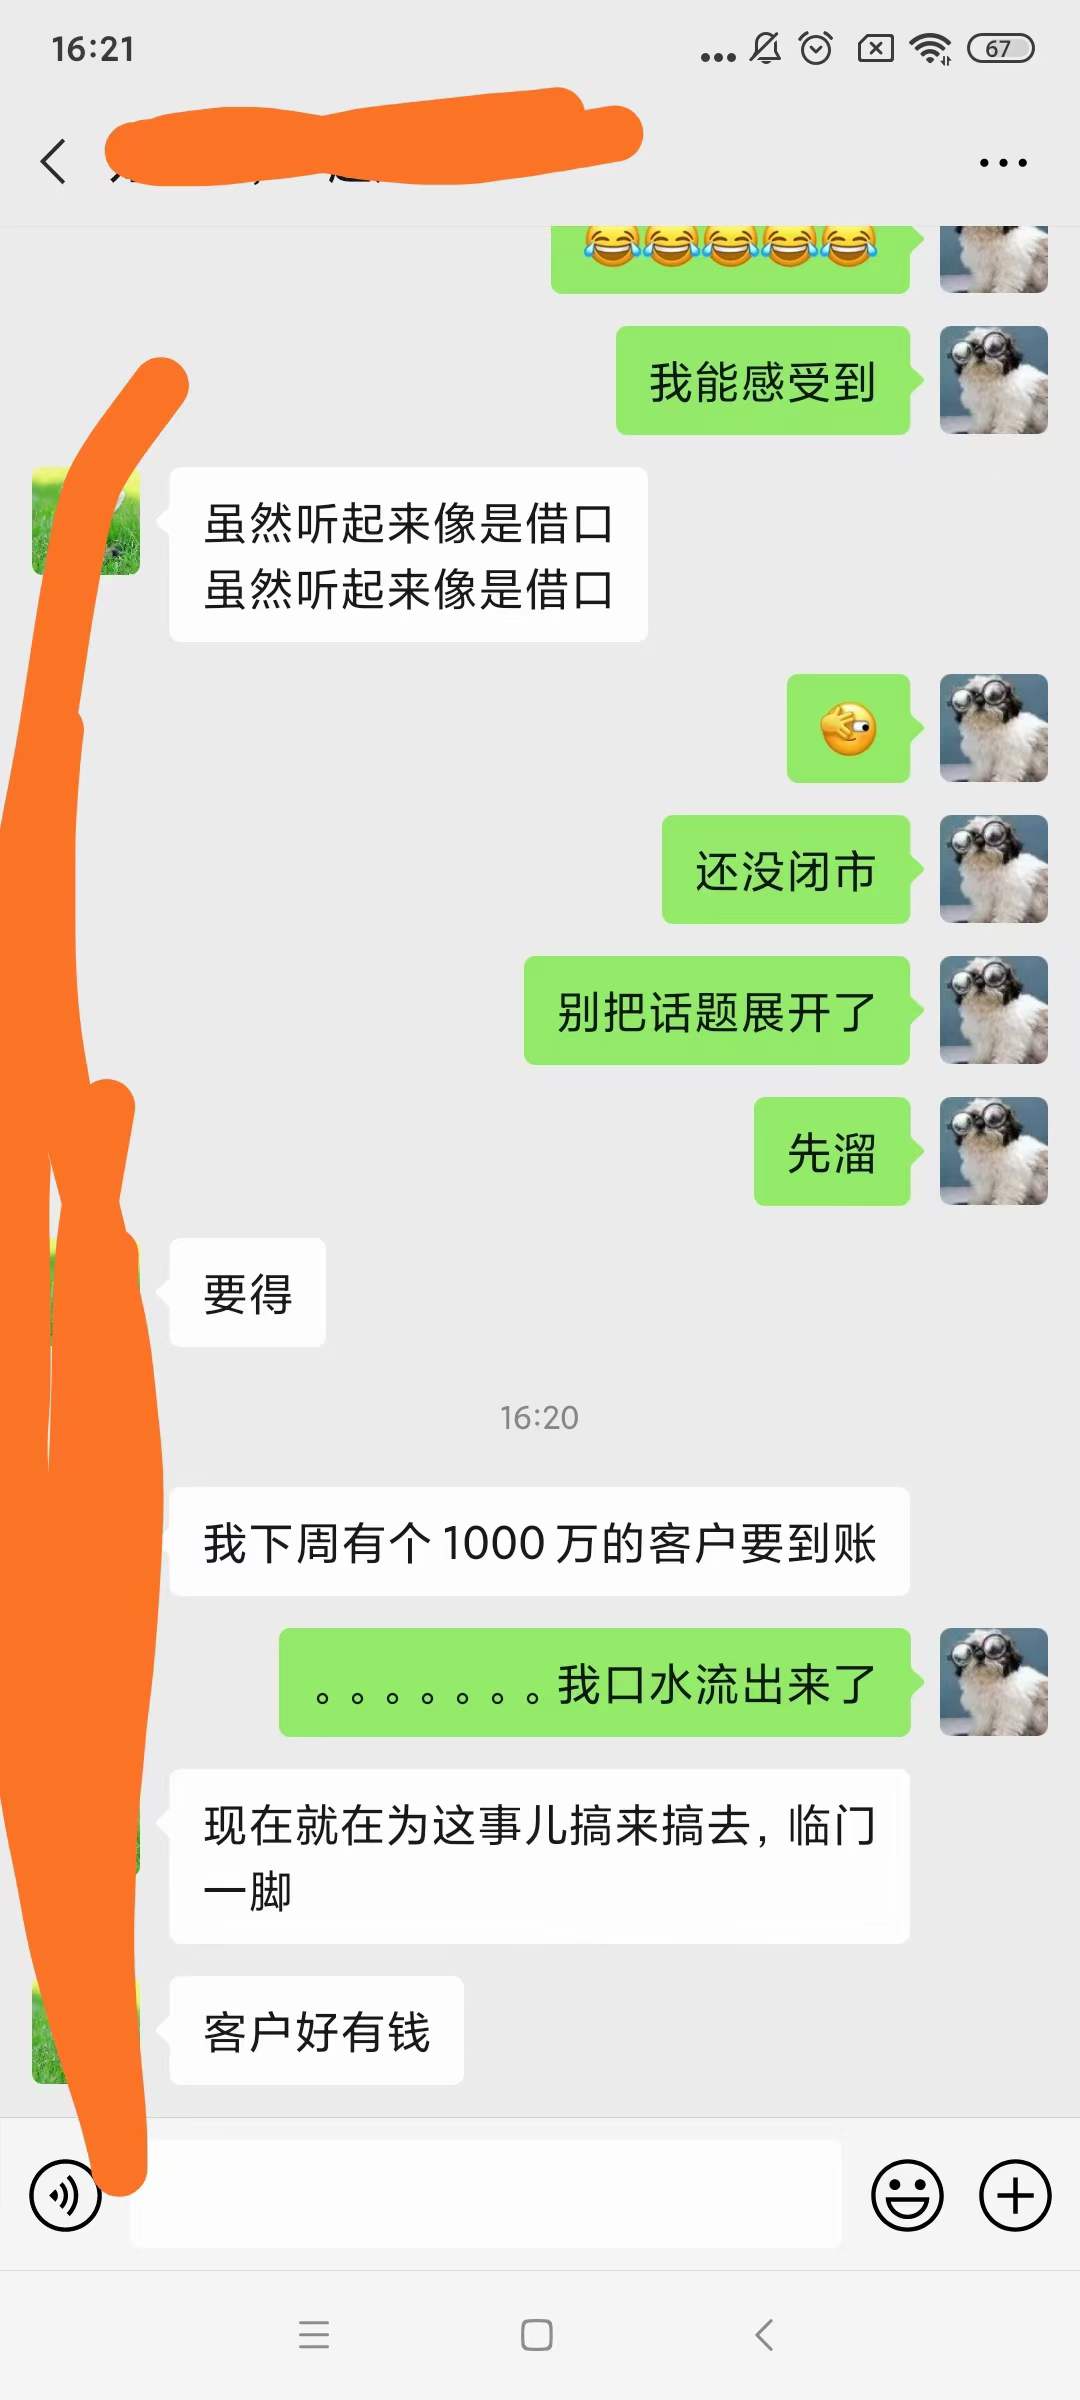 16:21
67
😂😂😂😂😂
我能感受到
虽然听起来像是借口
虽然听起来像是借口
🫣
还没闭市
别把话题展开了
先溜
要得
16:20
我下周有个1000万的客户要到账
。。。。。。。我口水流出来了
现在就在为这事儿搞来搞去，临门
一脚
客户好有钱